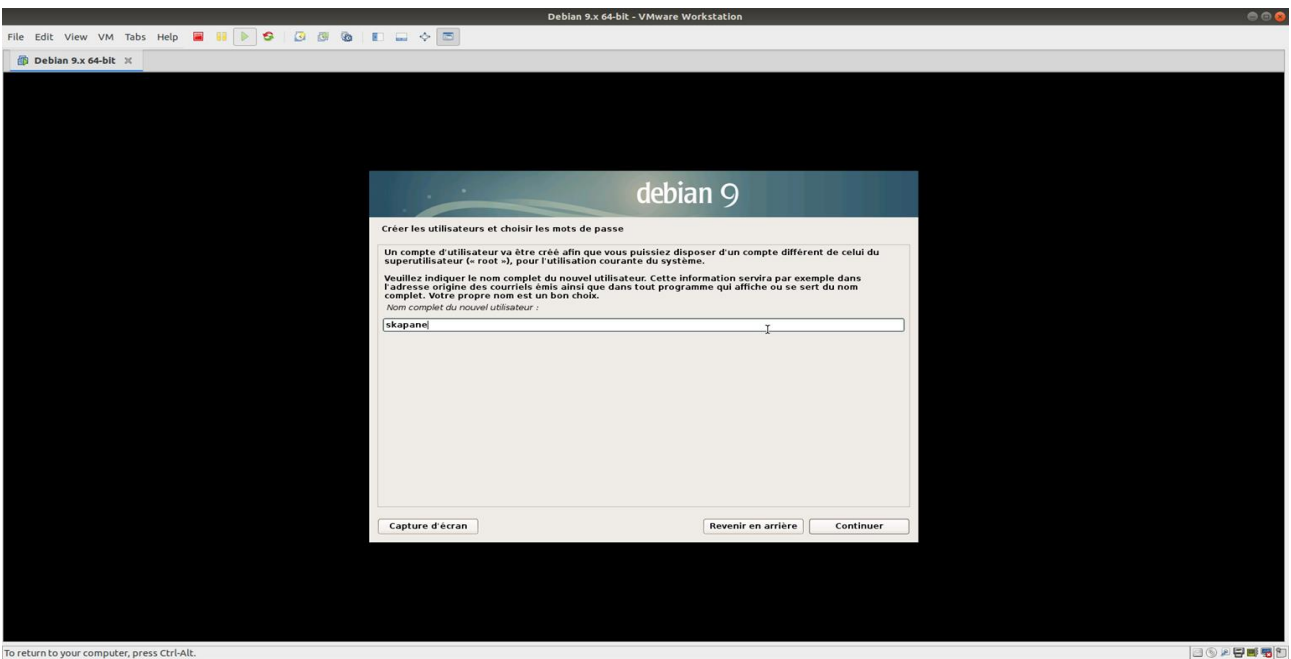 Debian 9.x 64-bit - VMware Workstation
File Edit View VM Tabs Help
Debian 9.x 64-bit
debian 9
Créer les utilisateurs et choisir les mots de passe
Un compte d'utilisateur va être créé afin que vous puissiez disposer d'un compte différent de celui du
superutilisateur (« root »), pour l'utilisation courante du système.
Veuillez indiquer le nom complet du nouvel utilisateur. Cette information servira par exemple dans
l'adresse origine des courriels émis ainsi que dans tout programme qui affiche ou se sert du nom
complet. Votre propre nom est un bon choix.
Nom complet du nouvel utilisateur :
skapane
Capture d'écran Revenir en arrière Continuer
To return to your computer, press Ctrl-Alt.